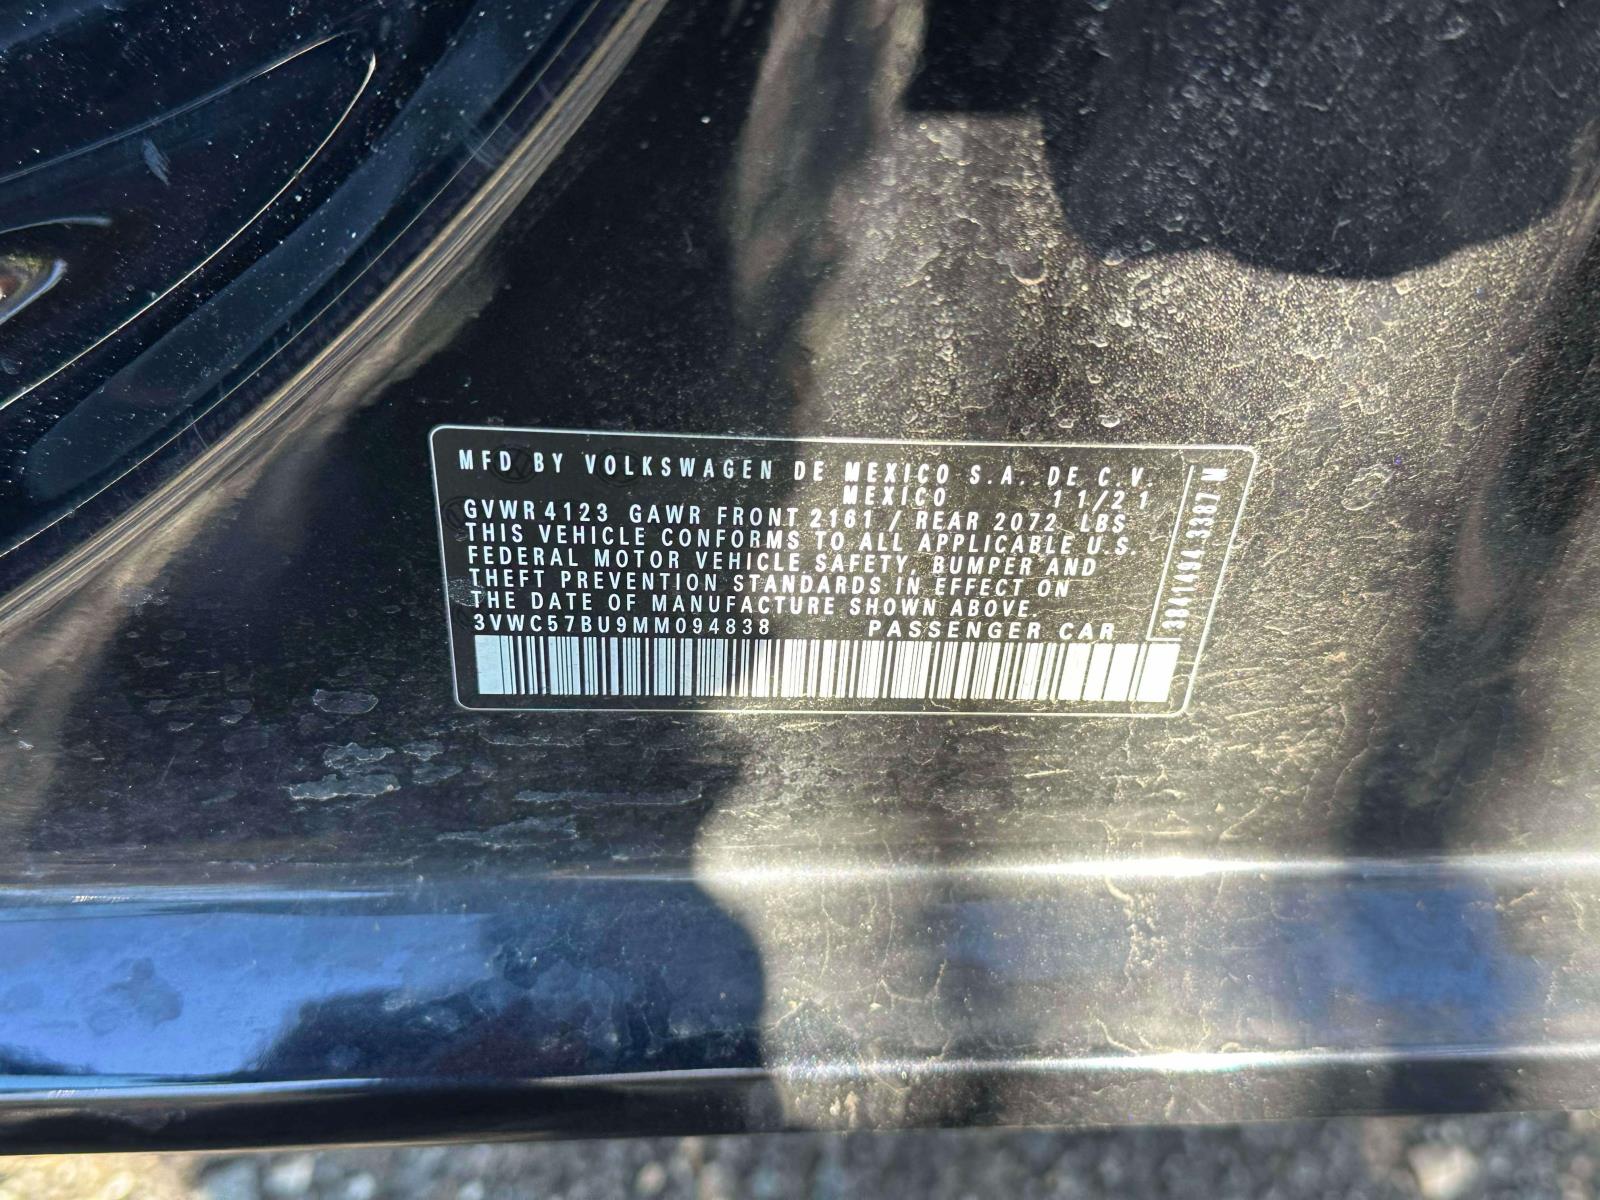 MFD BY VOLKSWAGEN DE MEXICO S.A. DE C.V.
MEXICO 11/21
GVWR 4123 GAWR FRONT 2161 / REAR 2072 LBS
THIS VEHICLE CONFORMS TO ALL APPLICABLE U.S.
FEDERAL MOTOR VEHICLE SAFETY, BUMPER AND
THEFT PREVENTION STANDARDS IN EFFECT ON
THE DATE OF MANUFACTURE SHOWN ABOVE.
3VWC57BU9MM094838 PASSENGER CAR
3387 M